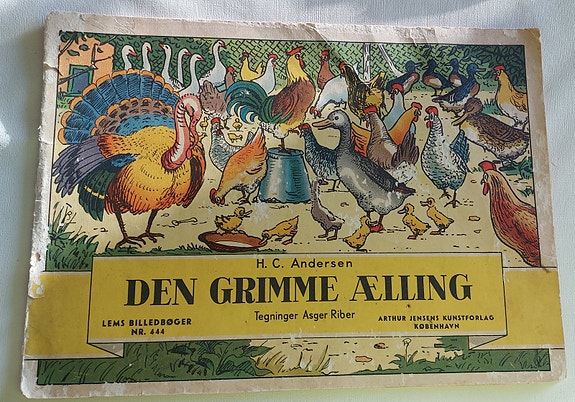 H. C. Andersen
DEN GRIMME ÆLLING
Tegninger Asger Riber
LEMS BILLEDBØGER
NR. 444
ARTHUR JENSENS KUNSTFORLAG
KØBENHAVN